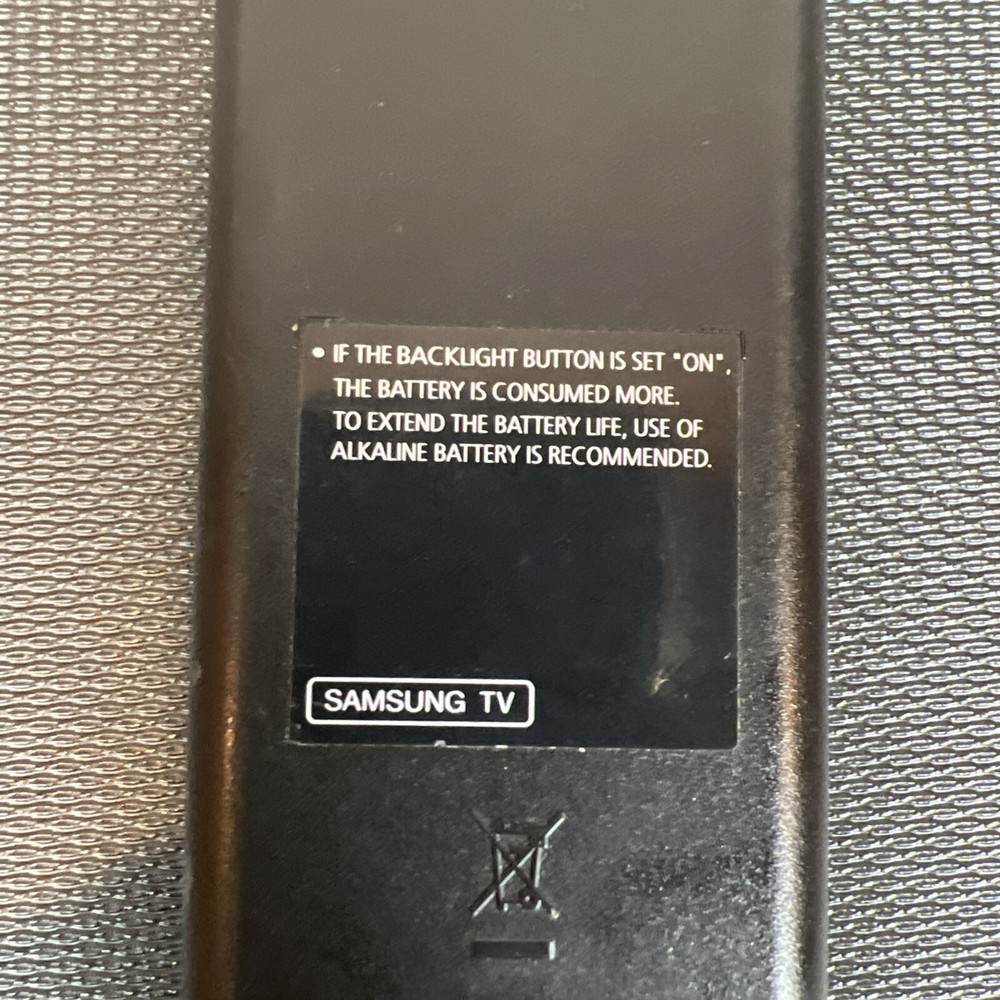 • IF THE BACKLIGHT BUTTON IS SET "ON",
THE BATTERY IS CONSUMED MORE.
TO EXTEND THE BATTERY LIFE, USE OF
ALKALINE BATTERY IS RECOMMENDED.
SAMSUNG TV